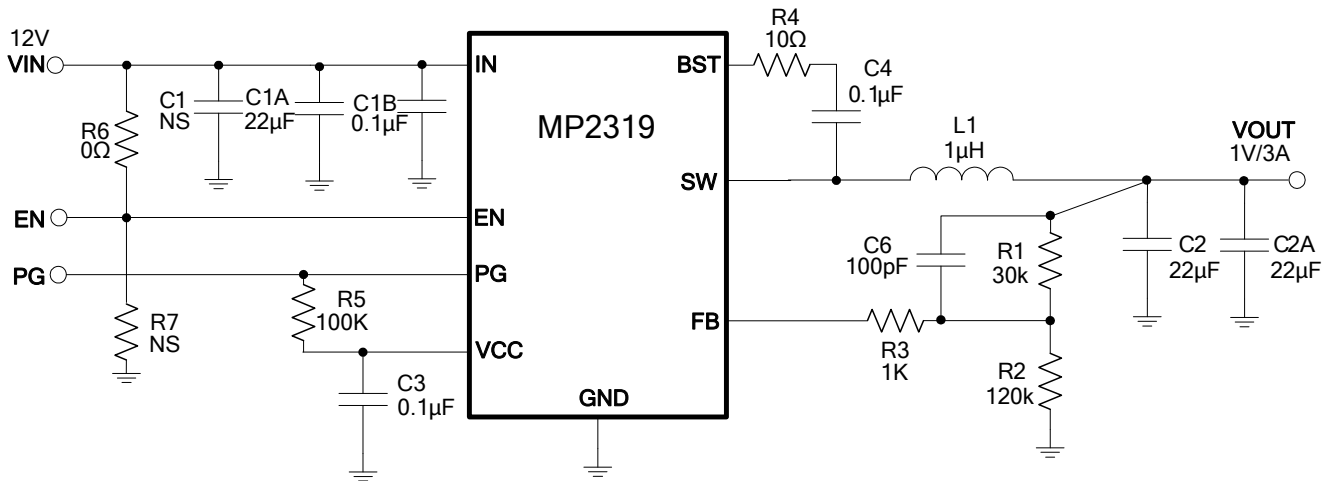 12V
VIN
IN
C1
NS
C1A
22µF
C1B
0.1µF
R6
0Ω
EN
EN
PG
PG
R5
100K
R7
NS
VCC
C3
0.1µF
MP2319
GND
BST
R4
10Ω
C4
0.1µF
SW
L1
1µH
VOUT
1V/3A
C6
100pF
R1
30k
C2
22µF
C2A
22µF
FB
R3
1K
R2
120k